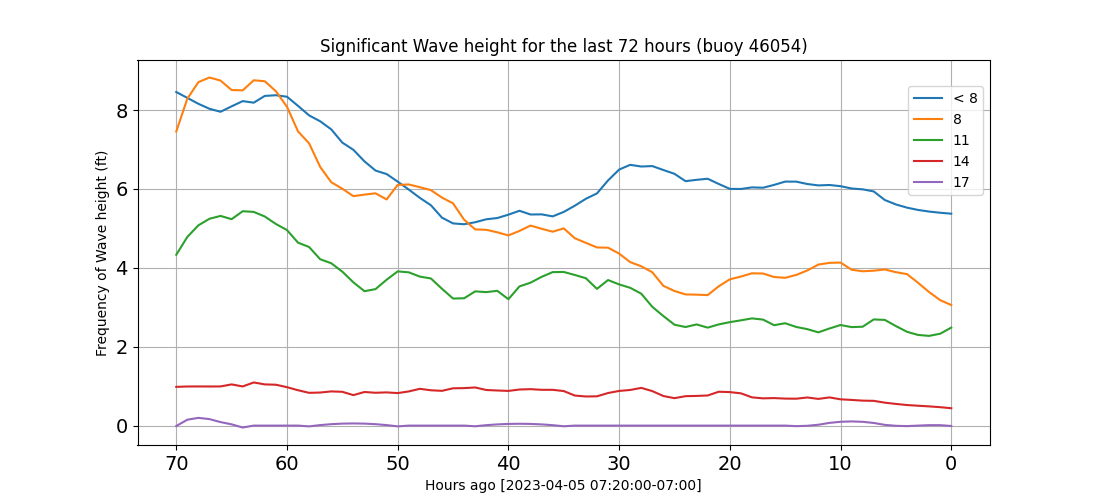 Significant Wave height for the last 72 hours (buoy 46054)
Frequency of Wave height (ft)
8
6
4
2
0
< 8
8
11
14
17
70 60 50 40 30 20 10 0
Hours ago [2023-04-05 07:20:00-07:00]